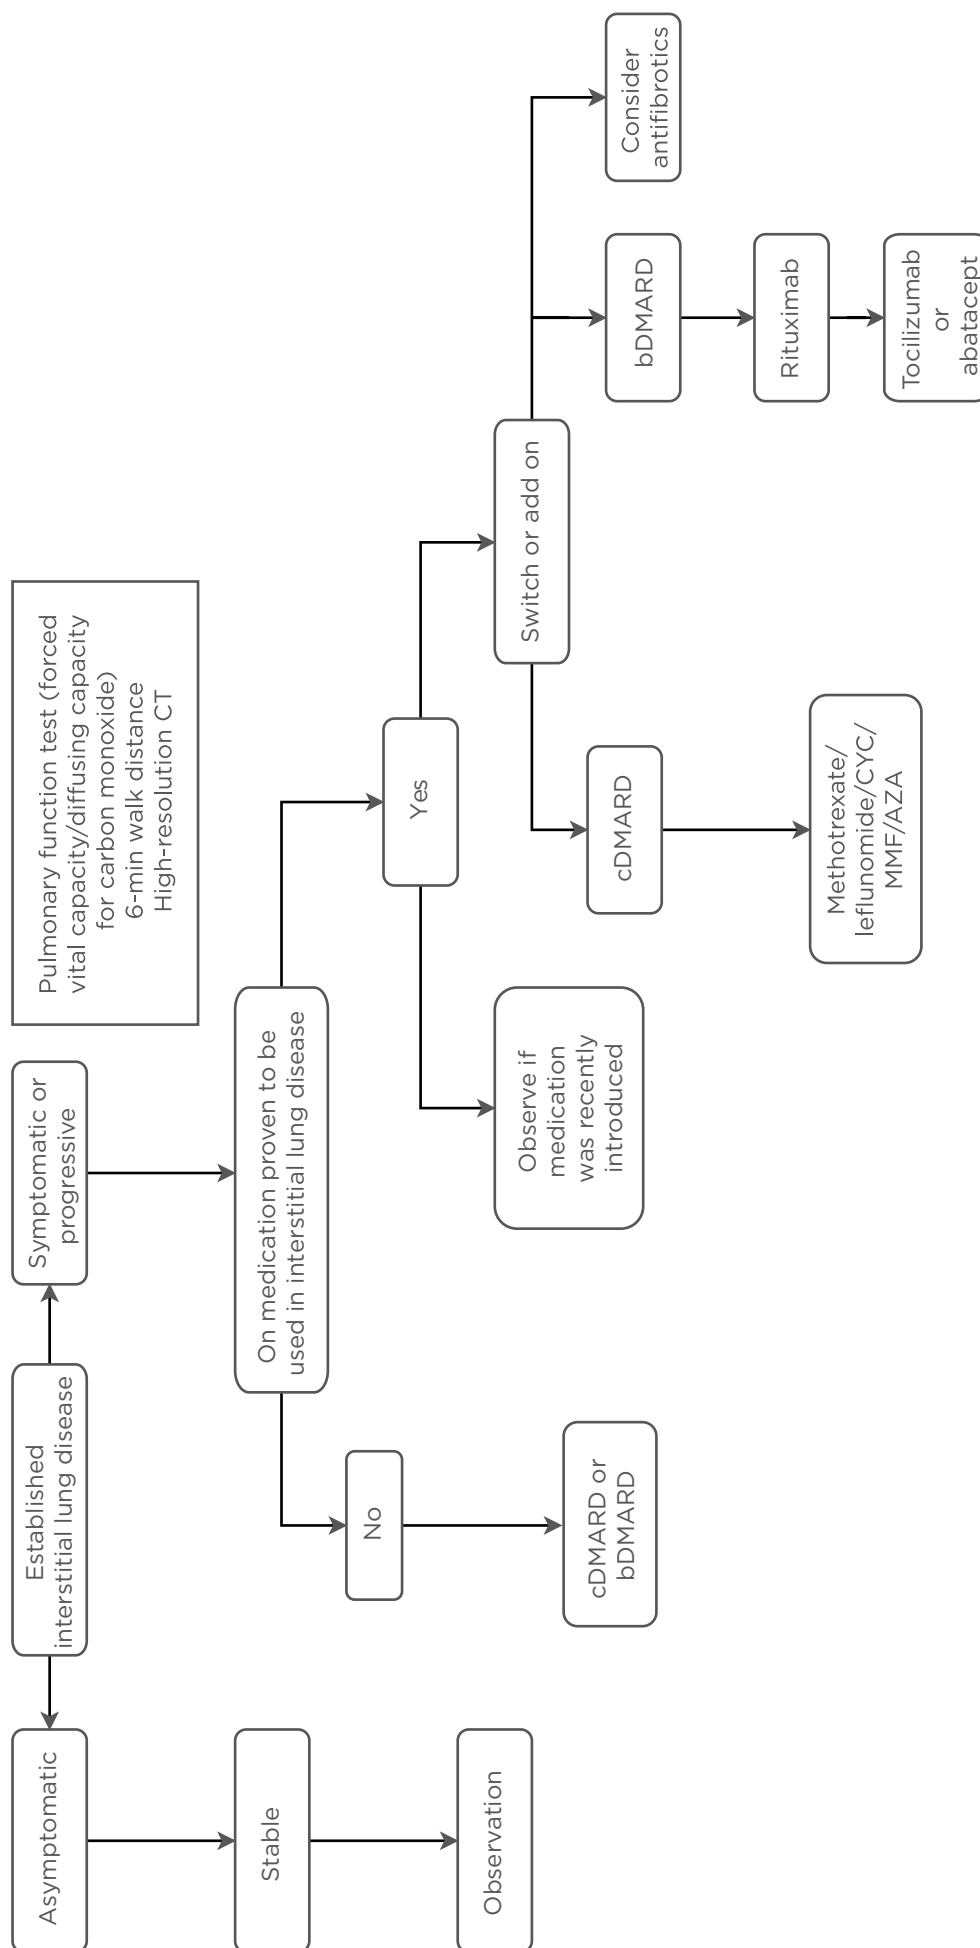 Asymptomatic
Established
interstitial lung disease
Symptomatic or
progressive
Pulmonary function test (forced
vital capacity/diffusing capacity
for carbon monoxide)
6-min walk distance
High-resolution CT
Stable
On medication proven to be
used in interstitial lung disease
No
Yes
Observation
cDMARD or
bDMARD
Observe if
medication
was recently
introduced
Switch or add on
cDMARD
bDMARD
Consider
antifibrotics
Methotrexate/
leflunomide/CYC/
MMF/AZA
Rituximab
Tocilizumab
or
abatacept